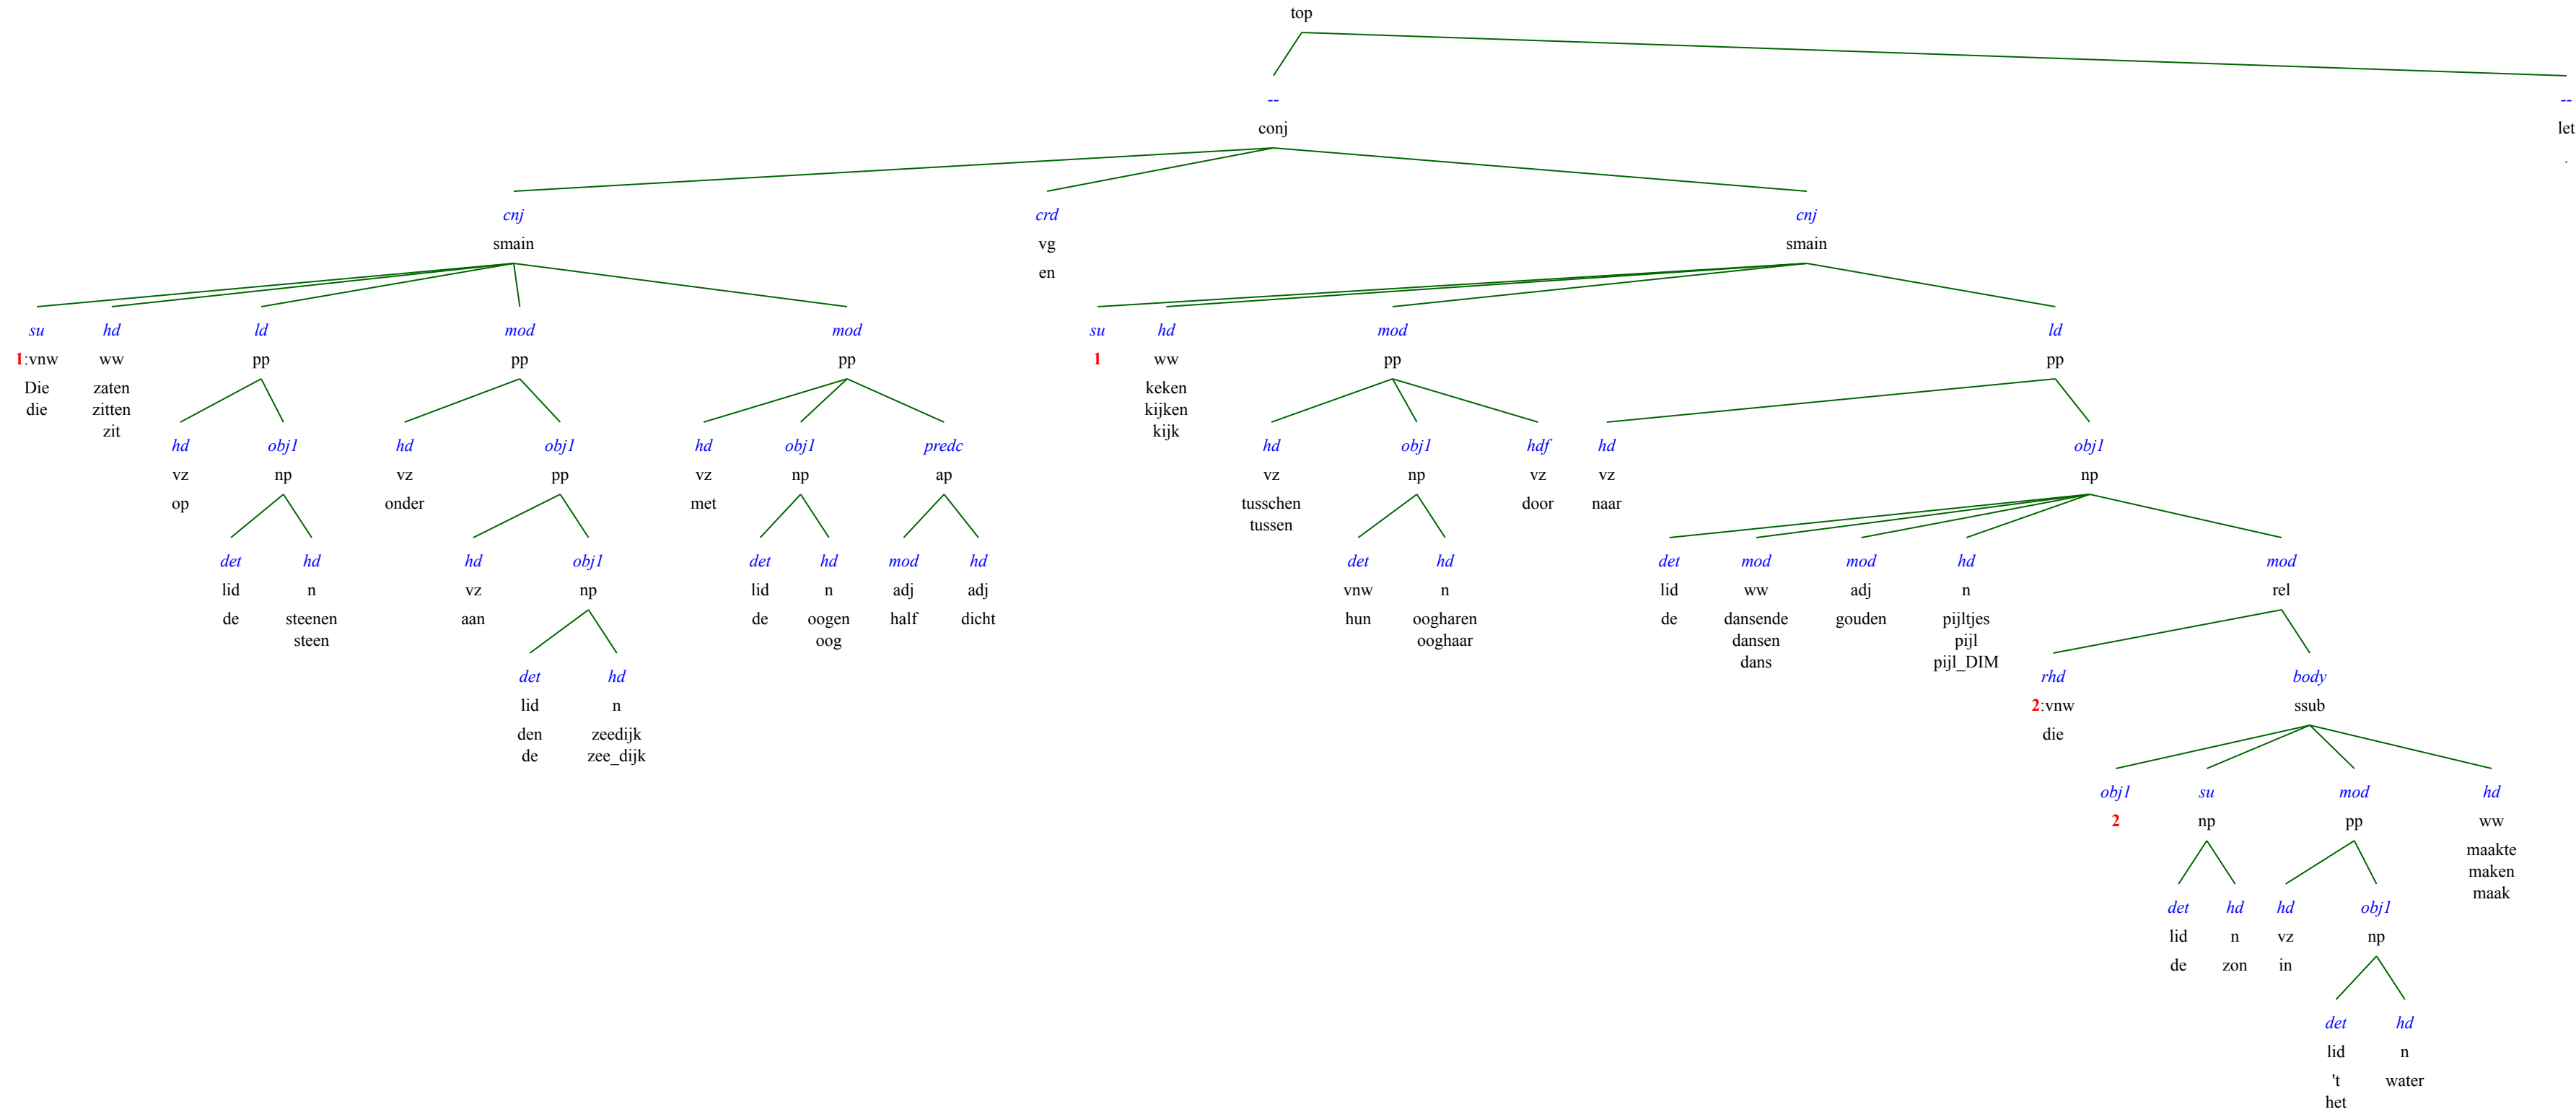 top
-- --
conj let
.
cnj crd cnj
smain vg smain
en
su hd ld mod mod su hd mod ld
1:vnw ww pp pp pp 1 ww pp pp
Die zaten keken
die zitten kijken
zit kijk
hd obj1 hd obj1 hd obj1 predc hd obj1 hdf hd obj1
vz np vz pp vz np ap vz np vz vz np
op onder met tusschen door naar
tussen
det hd hd obj1 det hd mod hd det hd det mod mod hd mod
lid n vz np lid n adj adj vnw n lid ww adj n rel
de steenen aan de oogen half dicht hun oogharen de dansende gouden pijltjes
steen oog ooghaar dansen pijl
dans pijl_DIM
det hd rhd body
lid n 2:vnw ssub
den zeedijk die
de zee_dijk
obj1 su mod hd
2 np pp ww
maakte
maken
maak
det hd hd obj1
lid n vz np
de zon in
det hd
lid n
't water
het